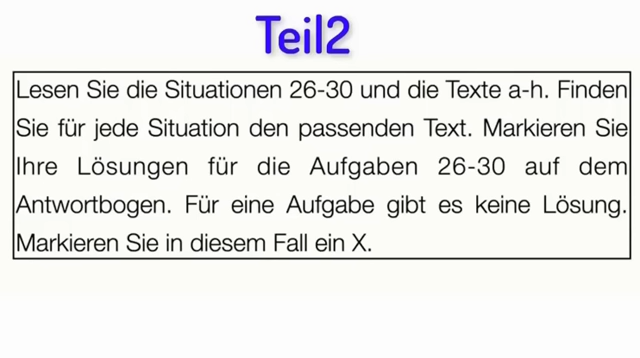 Teil2
Lesen Sie die Situationen 26-30 und die Texte a-h. Finden
Sie für jede Situation den passenden Text. Markieren Sie
Ihre Lösungen für die Aufgaben 26-30 auf dem
Antwortbogen. Für eine Aufgabe gibt es keine Lösung.
Markieren Sie in diesem Fall ein X.